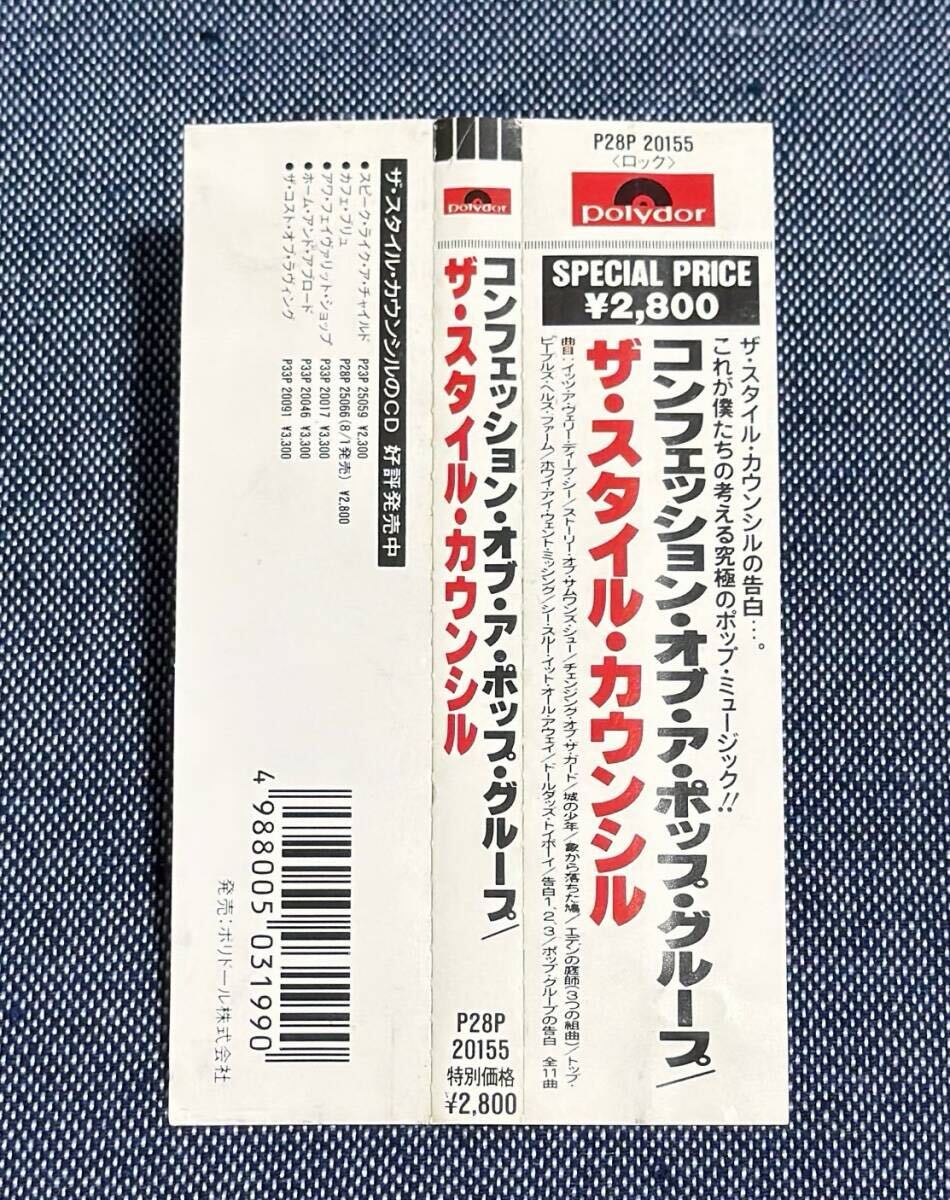 P28P 20155
〈ロック〉
polydor
SPECIAL PRICE
¥2,800
ザ・スタイル・カウンシルの告白…。
これが僕たちの考える究極のポップ・ミュージック!!
コンフェッション・オブ・ア・ポップ・グループ/
ザ・スタイル・カウンシル
曲目:イッツ・ア・ヴェリー・ディープ・シー/ストーリー・オブ・サムワンズ・シュー/チェンジング・オブ・ザ・ガード/城の少年/象から落ちた鳩/エデンの庭師(3つの組曲)/トップ・
ピープルズ・ヘルス・ファーム/ホワイ・アイ・ウェント・ミッシング/シー・スルー・イット・オール・アウェイ/ドールダッズ・トイボーイ/告白1、2、3/ポップ・グループの告白 全11曲
polydor
コンフェッション・オブ・ア・ポップ・グループ/
ザ・スタイル・カウンシル
P28P
20155
特別価格
¥2,800
ザ・スタイル・カウンシルのCD 好評発売中
●スピーク・ライク・ア・チャイルド P23P 25059 ¥2,300
●カフェ・ブリュ P28P 25066(8/1発売) ¥2,800
●アワ・フェイヴァリット・ショップ P33P 20017 ¥3,300
●ホーム・アンド・アブロード P33P 20046 ¥3,300
●ザ・コスト・オブ・ラヴィング P33P 20091 ¥3,300
4 988005 031990
発売:ポリドール株式会社